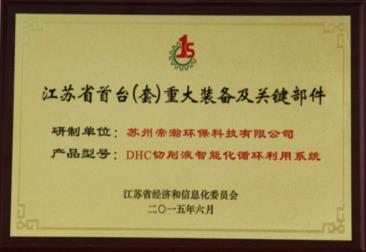 江苏省首台(套)重大装备及关键部件
研制单位：苏州帝瀚环保科技有限公司
产品型号：DHC切削液智能化循环利用系统
江苏省经济和信息化委员会
二〇一五年六月